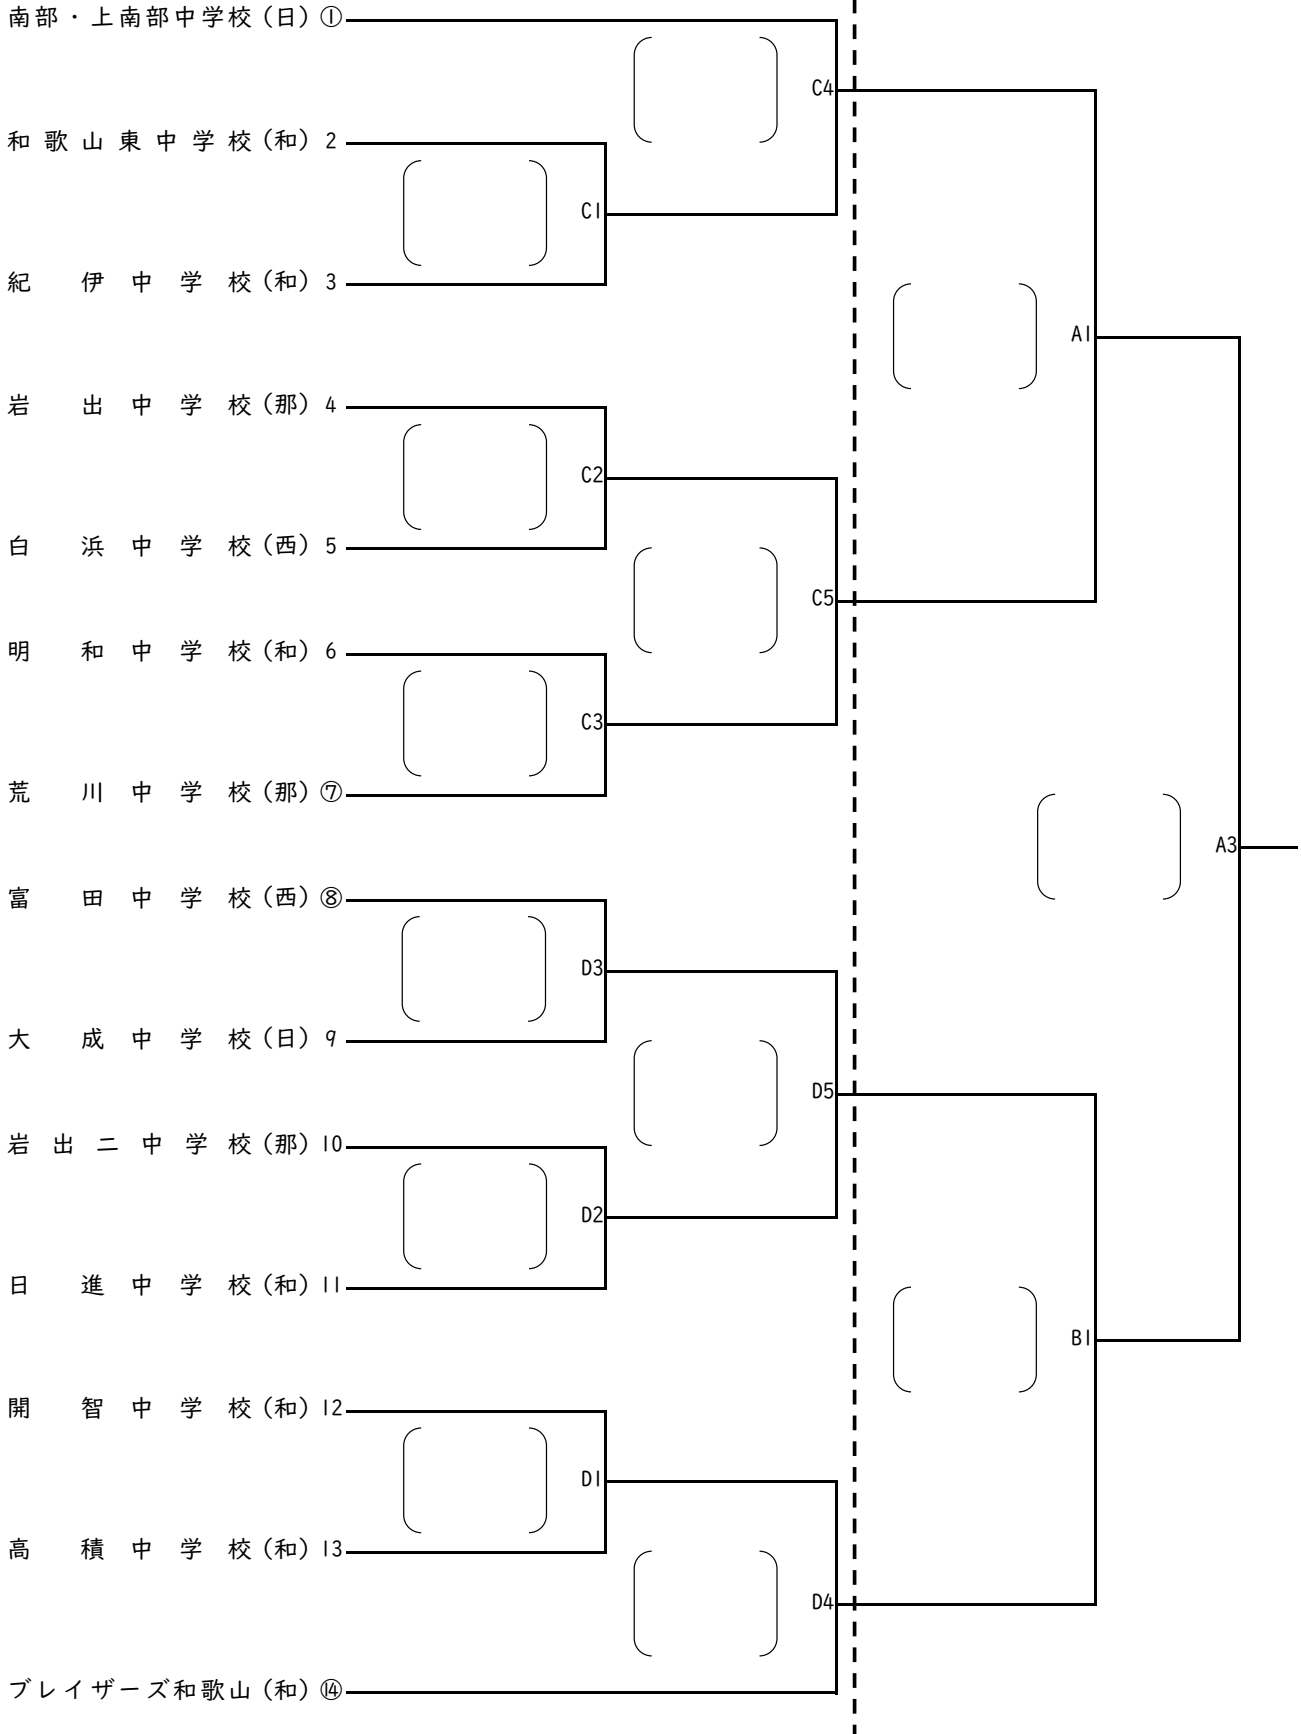 南部・上南部中学校(日)①
C4
和歌山東中学校(和)2
C1
紀伊中学校(和)3
A1
岩出中学校(那)4
C2
白浜中学校(西)5
C5
明和中学校(和)6
C3
荒川中学校(那)⑦
A3
富田中学校(西)⑧
D3
大成中学校(日)9
D5
岩出二中学校(那)10
D2
日進中学校(和)11
B1
開智中学校(和)12
D1
高積中学校(和)13
D4
ブレイザーズ和歌山(和)⑭